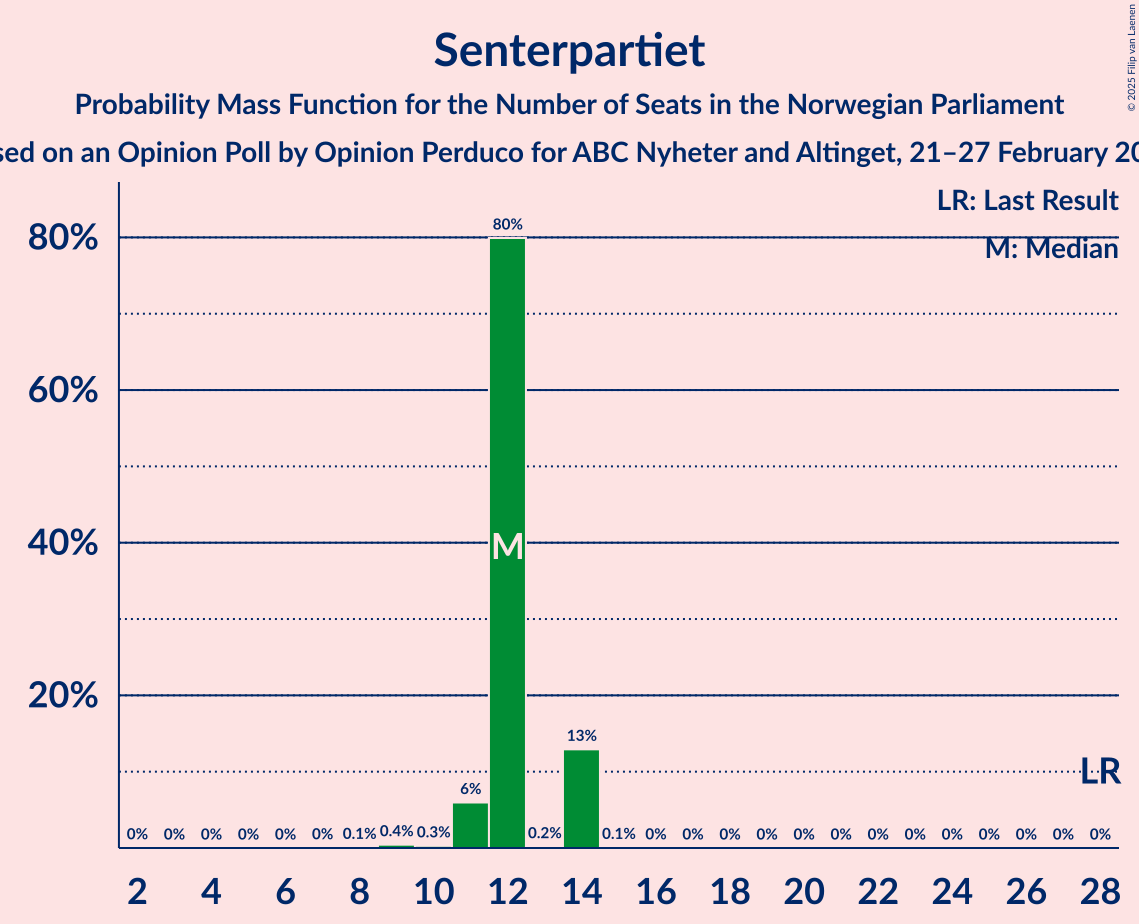 Senterpartiet
Probability Mass Function for the Number of Seats in the Norwegian Parliament
on an Opinion Poll by Opinion Perduco for ABC Nyheter and Altinget, 21–27 February
© 2025 Filip van Laenen
LR: Last Result
M: Median
80%
60%
40%
20%
80%
M
13%
LR
6%
0% 0% 0% 0% 0% 0% 0.1% 0.4% 0.3% 0.2% 0.1% 0% 0% 0% 0% 0% 0% 0% 0% 0% 0% 0% 0% 0%
2 4 6 8 10 12 14 16 18 20 22 24 26 28